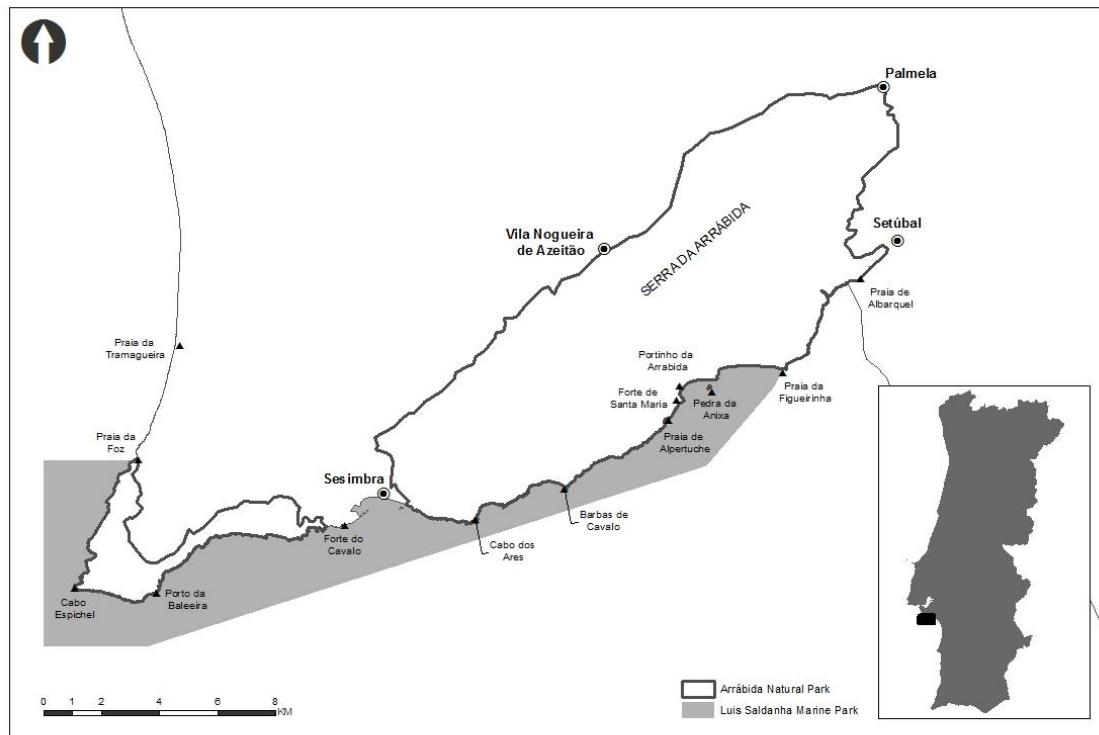 Palmela
Setúbal
Vila Nogueira
de Azeitão
SERRA DA ARRÁBIDA
Praia de
Albarquel
Praia da
Tramagueira
Portinho da
Arrabida
Forte de
Santa Maria
Pedra da
Anixa
Praia da
Figueirinha
Praia de
Alpertuche
Praia da
Foz
Sesimbra
Barbas de
Cavalo
Forte do
Cavalo
Cabo dos
Ares
Cabo
Espichel
Porto da
Baleeira
0 1 2 4 6 8
KM
Arrábida Natural Park
Luis Saldanha Marine Park